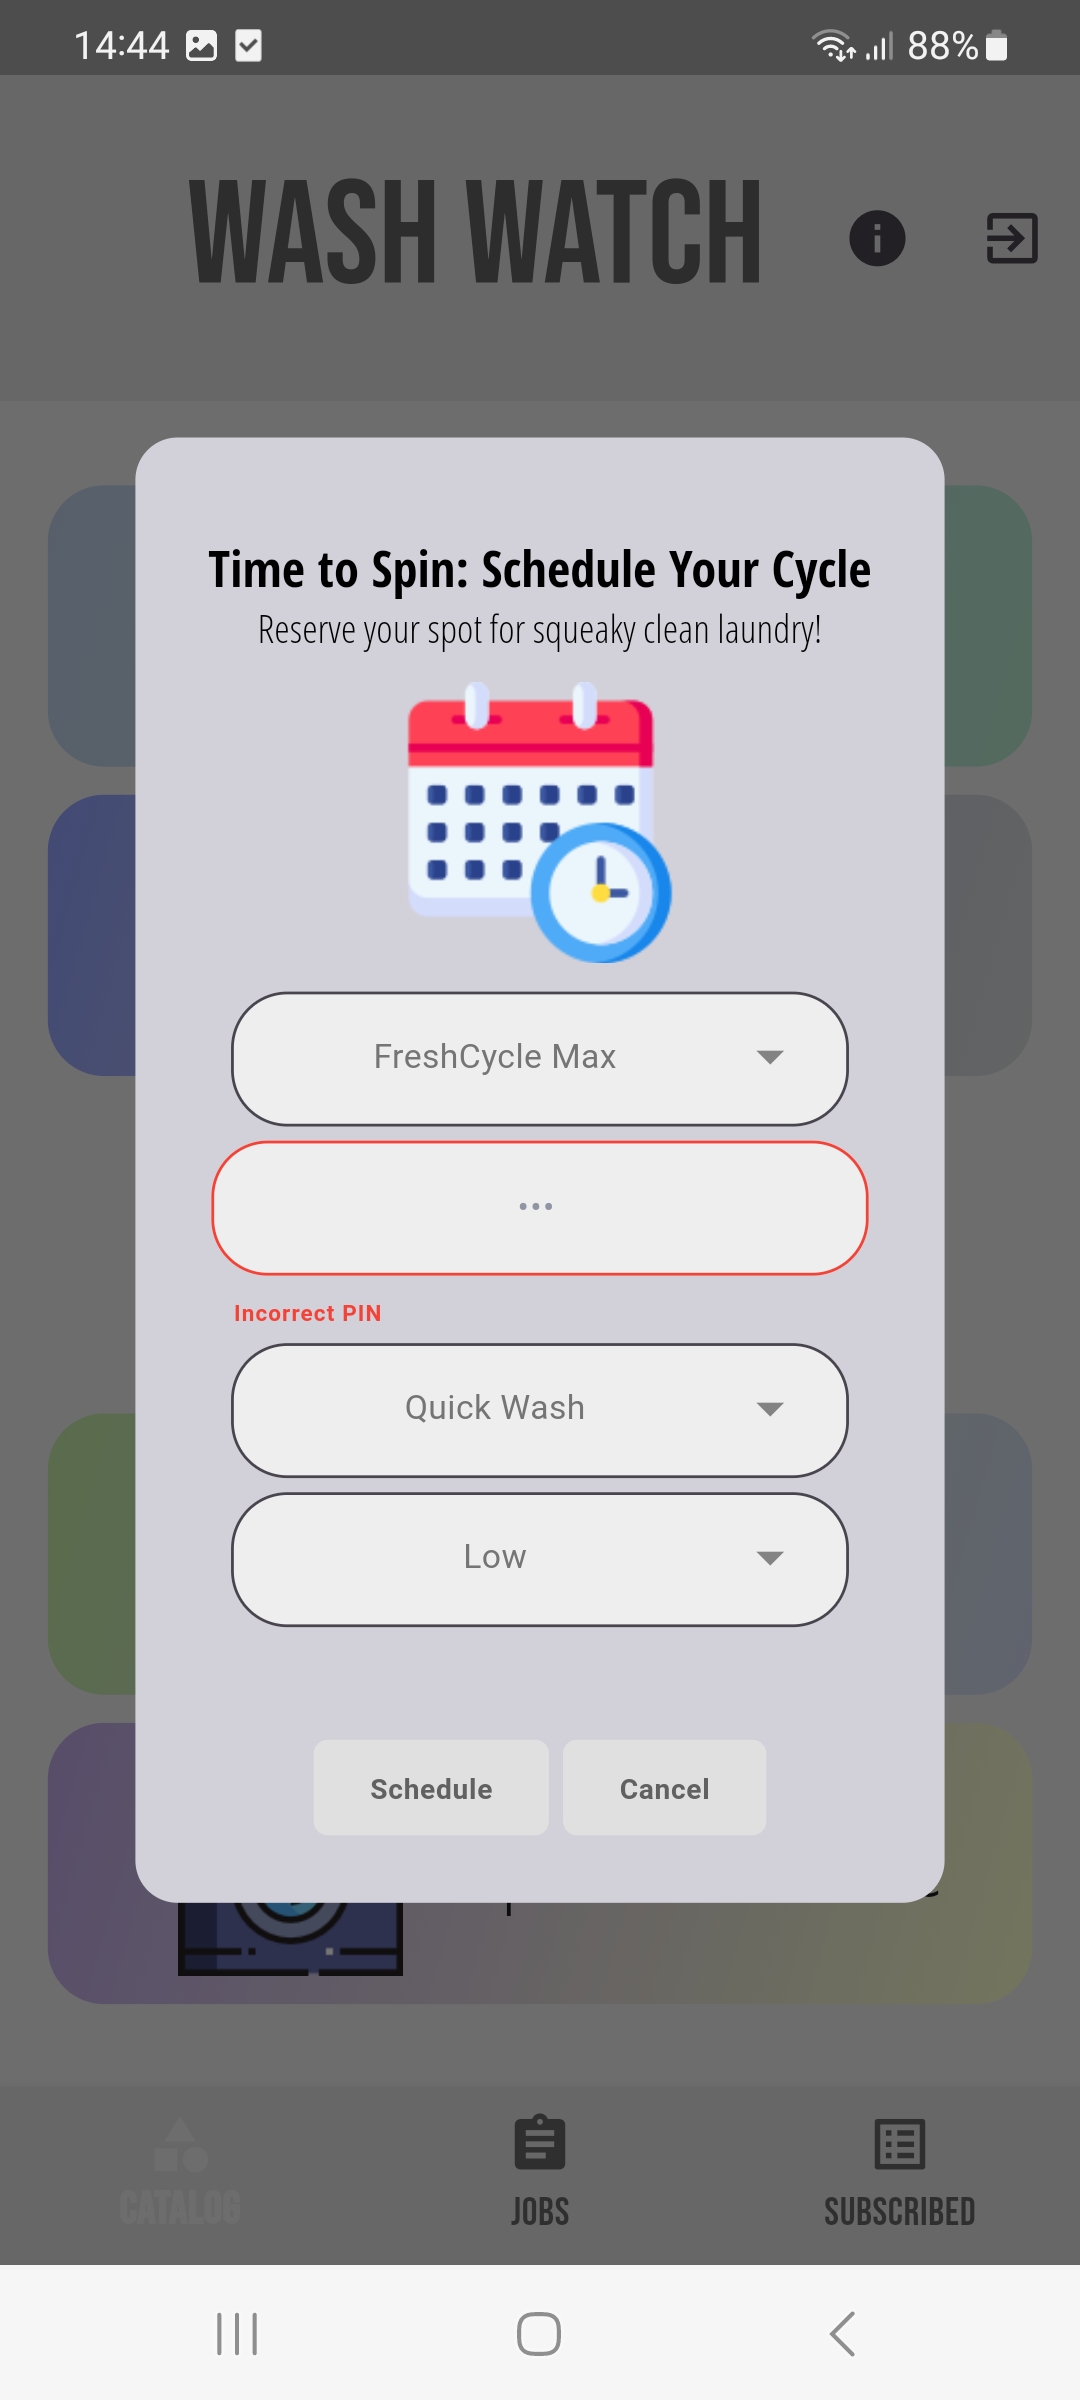 14:44
88%
WASH WATCH
Time to Spin: Schedule Your Cycle
Reserve your spot for squeaky clean laundry!
FreshCycle Max
•••
Incorrect PIN
Quick Wash
Low
Schedule
Cancel
CATALOG
JOBS
SUBSCRIBED